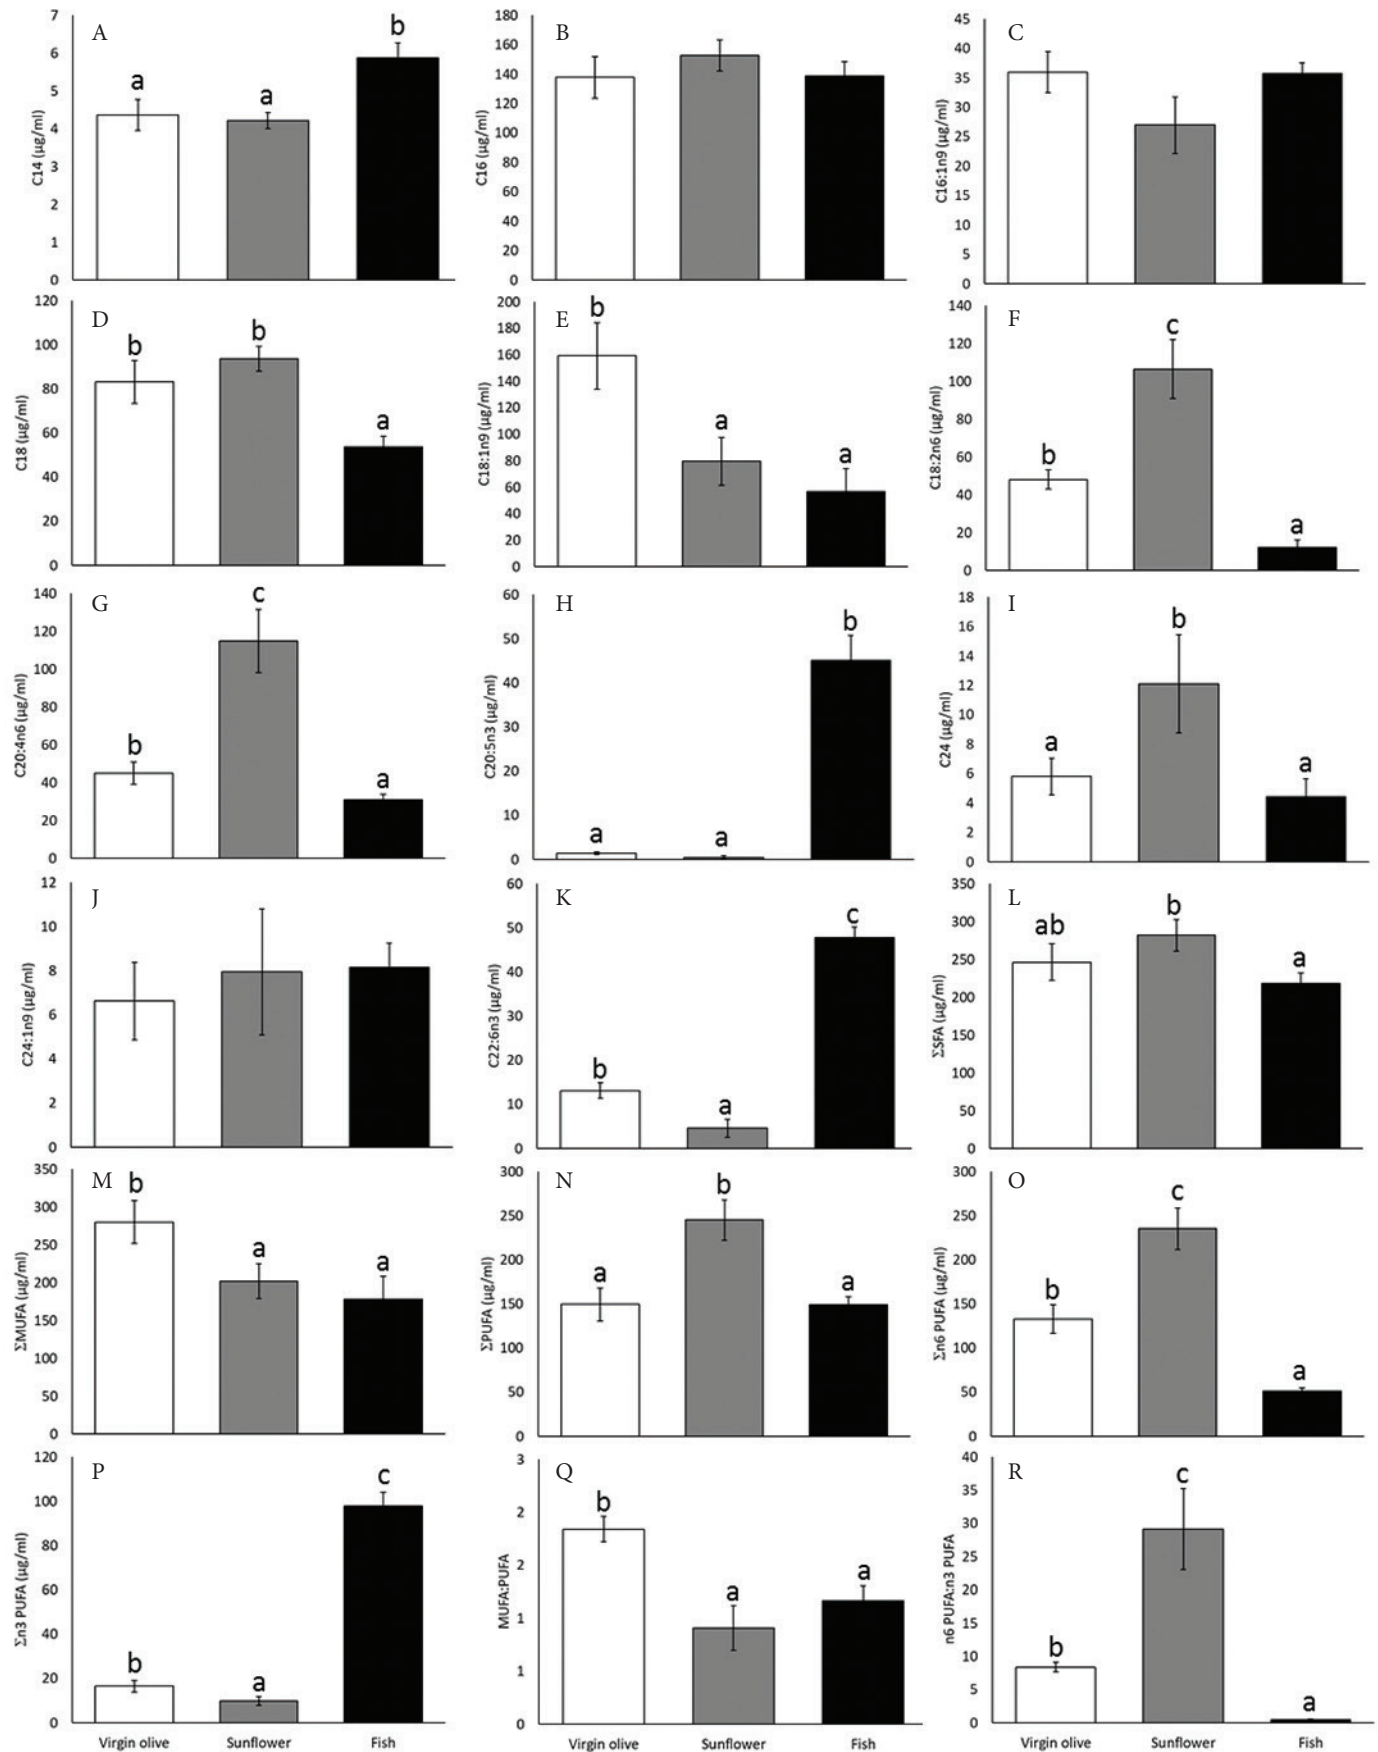 A
C14 (µg/ml)
7
6
5
4
3
2
1
0
a
a
b
B
C16 (µg/ml)
180
160
140
120
100
80
60
40
20
0
C
C16:1n9 (µg/ml)
45
40
35
30
25
20
15
10
5
0
D
C18 (µg/ml)
120
100
80
60
40
20
0
b
b
a
E
C18:1n9 (µg/ml)
200
180
160
140
120
100
80
60
40
20
0
b
a
a
F
C18:2n6 (µg/ml)
140
120
100
80
60
40
20
0
b
c
a
G
C20:4n6 (µg/ml)
140
120
100
80
60
40
20
0
b
c
a
H
C20:5n3 (µg/ml)
60
50
40
30
20
10
0
a
a
b
I
C24 (µg/ml)
18
16
14
12
10
8
6
4
2
0
a
b
a
J
C24:1n9 (µg/ml)
12
10
8
6
4
2
0
K
C22:6n3 (µg/ml)
60
50
40
30
20
10
0
b
a
c
L
ΣSFA (µg/ml)
350
300
250
200
150
100
50
0
ab
b
a
M
ΣMUFA (µg/ml)
350
300
250
200
150
100
50
0
b
a
a
N
ΣPUFA (µg/ml)
300
250
200
150
100
50
0
a
b
a
O
Σn6 PUFA (µg/ml)
300
250
200
150
100
50
0
b
c
a
P
Σn3 PUFA (µg/ml)
120
100
80
60
40
20
0
b
a
c
Virgin olive Sunflower Fish
Q
MUFA:PUFA
3
2
2
1
1
0
b
a
a
Virgin olive Sunflower Fish
R
n6 PUFA:n3 PUFA
40
35
30
25
20
15
10
5
0
b
c
a
Virgin olive Sunflower Fish